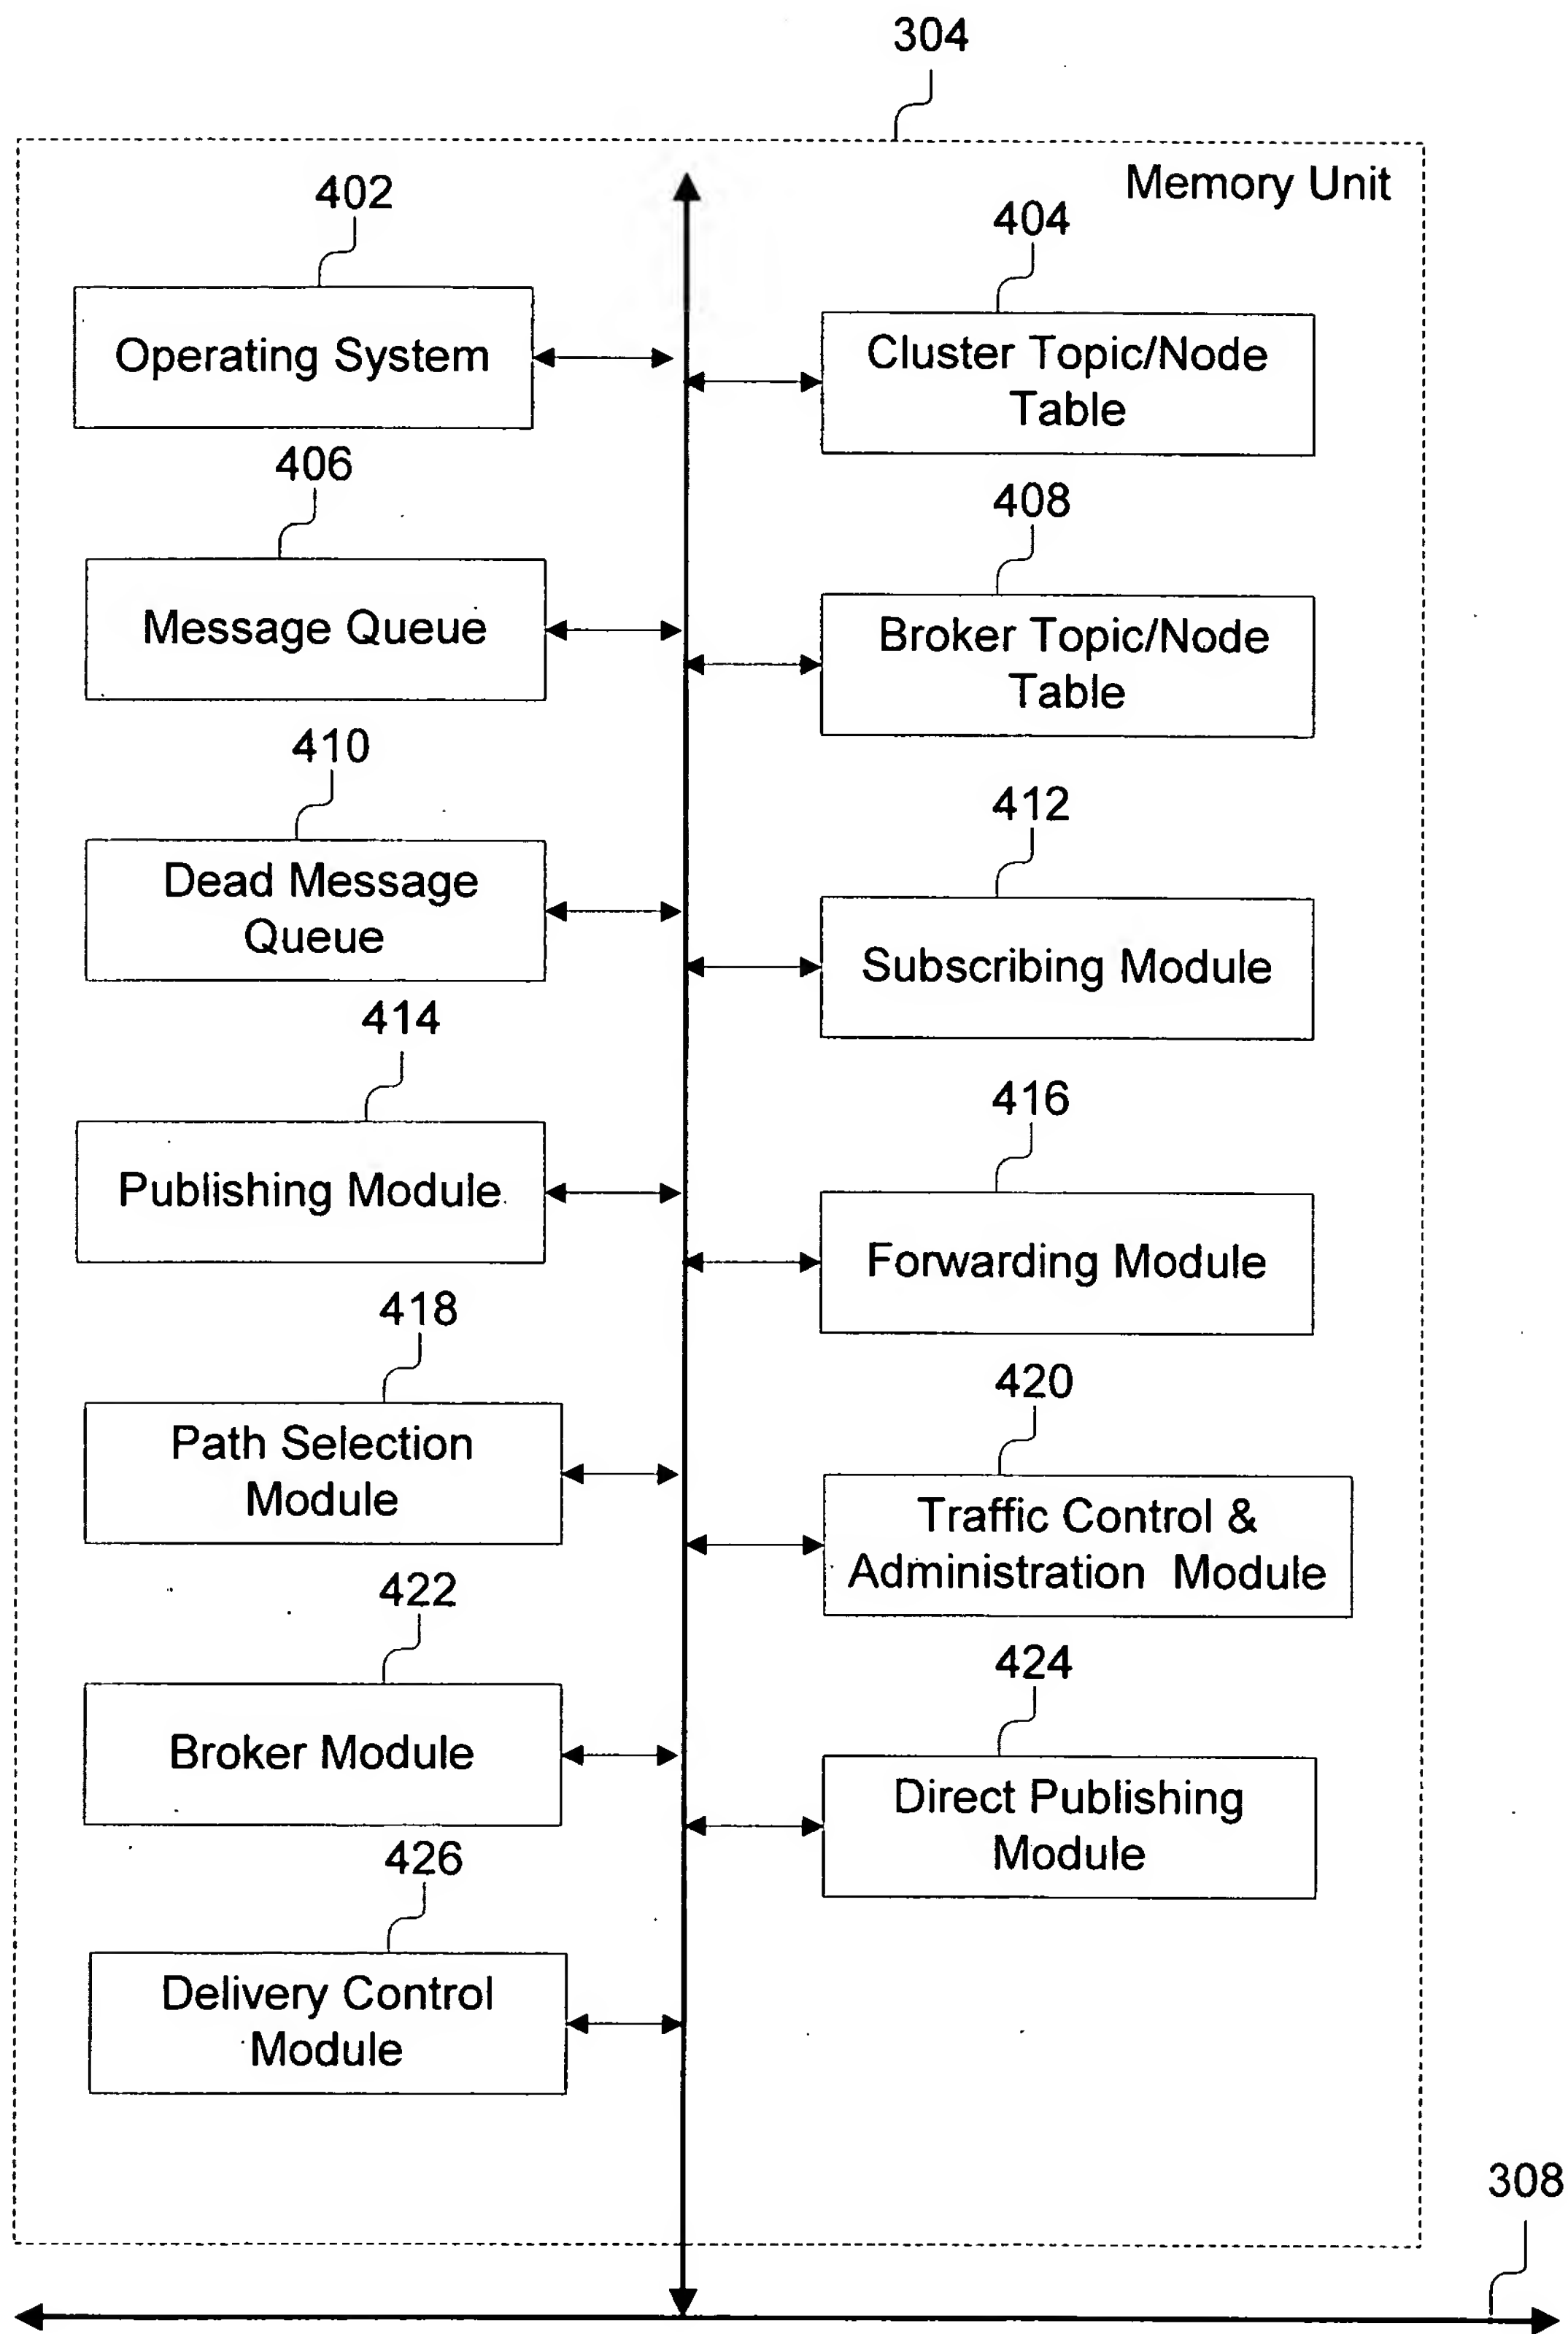 304
Memory Unit
402
404
Operating System
Cluster Topic/Node
Table
406
408
Message Queue
Broker Topic/Node
Table
410
412
Dead Message
Queue
Subscribing Module
414
416
Publishing Module
Forwarding Module
418
420
Path Selection
Module
Traffic Control &
Administration Module
422
424
Broker Module
Direct Publishing
Module
426
Delivery Control
Module
308